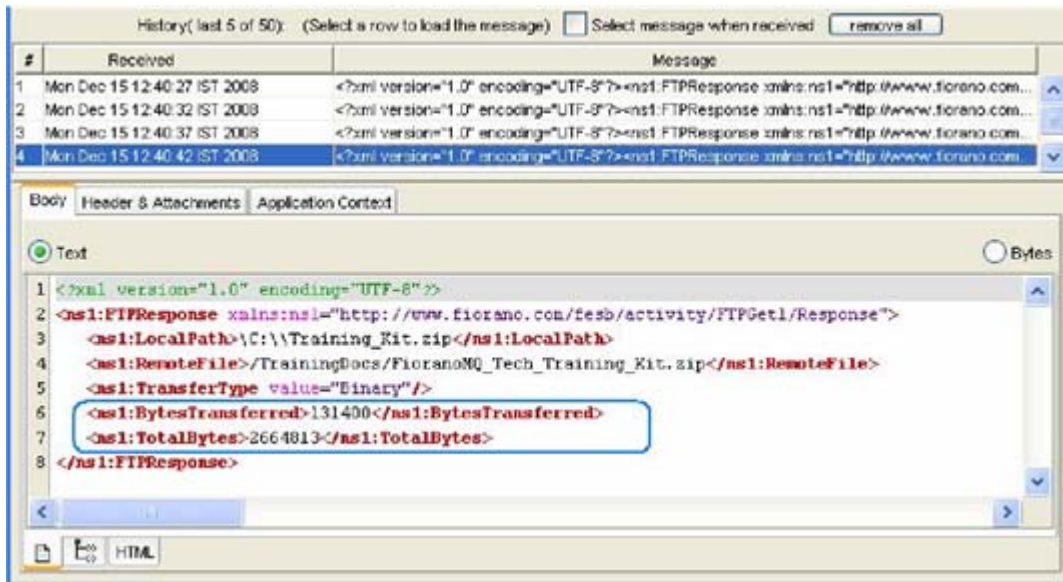 History( last 5 of 50): (Select a row to load the message) Select message when received remove all
# Received Message
1 Mon Dec 15 12:40:27 IST 2008 <?xml version="1.0" encoding="UTF-8"?><ns1:FTPResponse xmlns:ns1="http://www.fiorano.com...
2 Mon Dec 15 12:40:32 IST 2008 <?xml version="1.0" encoding="UTF-8"?><ns1:FTPResponse xmlns:ns1="http://www.fiorano.com...
3 Mon Dec 15 12:40:37 IST 2008 <?xml version="1.0" encoding="UTF-8"?><ns1:FTPResponse xmlns:ns1="http://www.fiorano.com...
4 Mon Dec 15 12:40:42 IST 2008 <?xml version="1.0" encoding="UTF-8"?><ns1:FTPResponse xmlns:ns1="http://www.fiorano.com...
Body Header & Attachments Application Context
Text Bytes
1 <?xml version="1.0" encoding="UTF-8"?>
2 <ns1:FTPResponse xmlns:ns1="http://www.fiorano.com/fesb/activity/FTPGet1/Response">
3 <ns1:LocalPath>\C:\\Training_Kit.zip</ns1:LocalPath>
4 <ns1:RemoteFile>/TrainingDocs/FioranoMQ_Tech_Training_Kit.zip</ns1:RemoteFile>
5 <ns1:TransferType value="Binary"/>
6 <ns1:BytesTransferred>131400</ns1:BytesTransferred>
7 <ns1:TotalBytes>2664813</ns1:TotalBytes>
8 </ns1:FTPResponse>
HTML